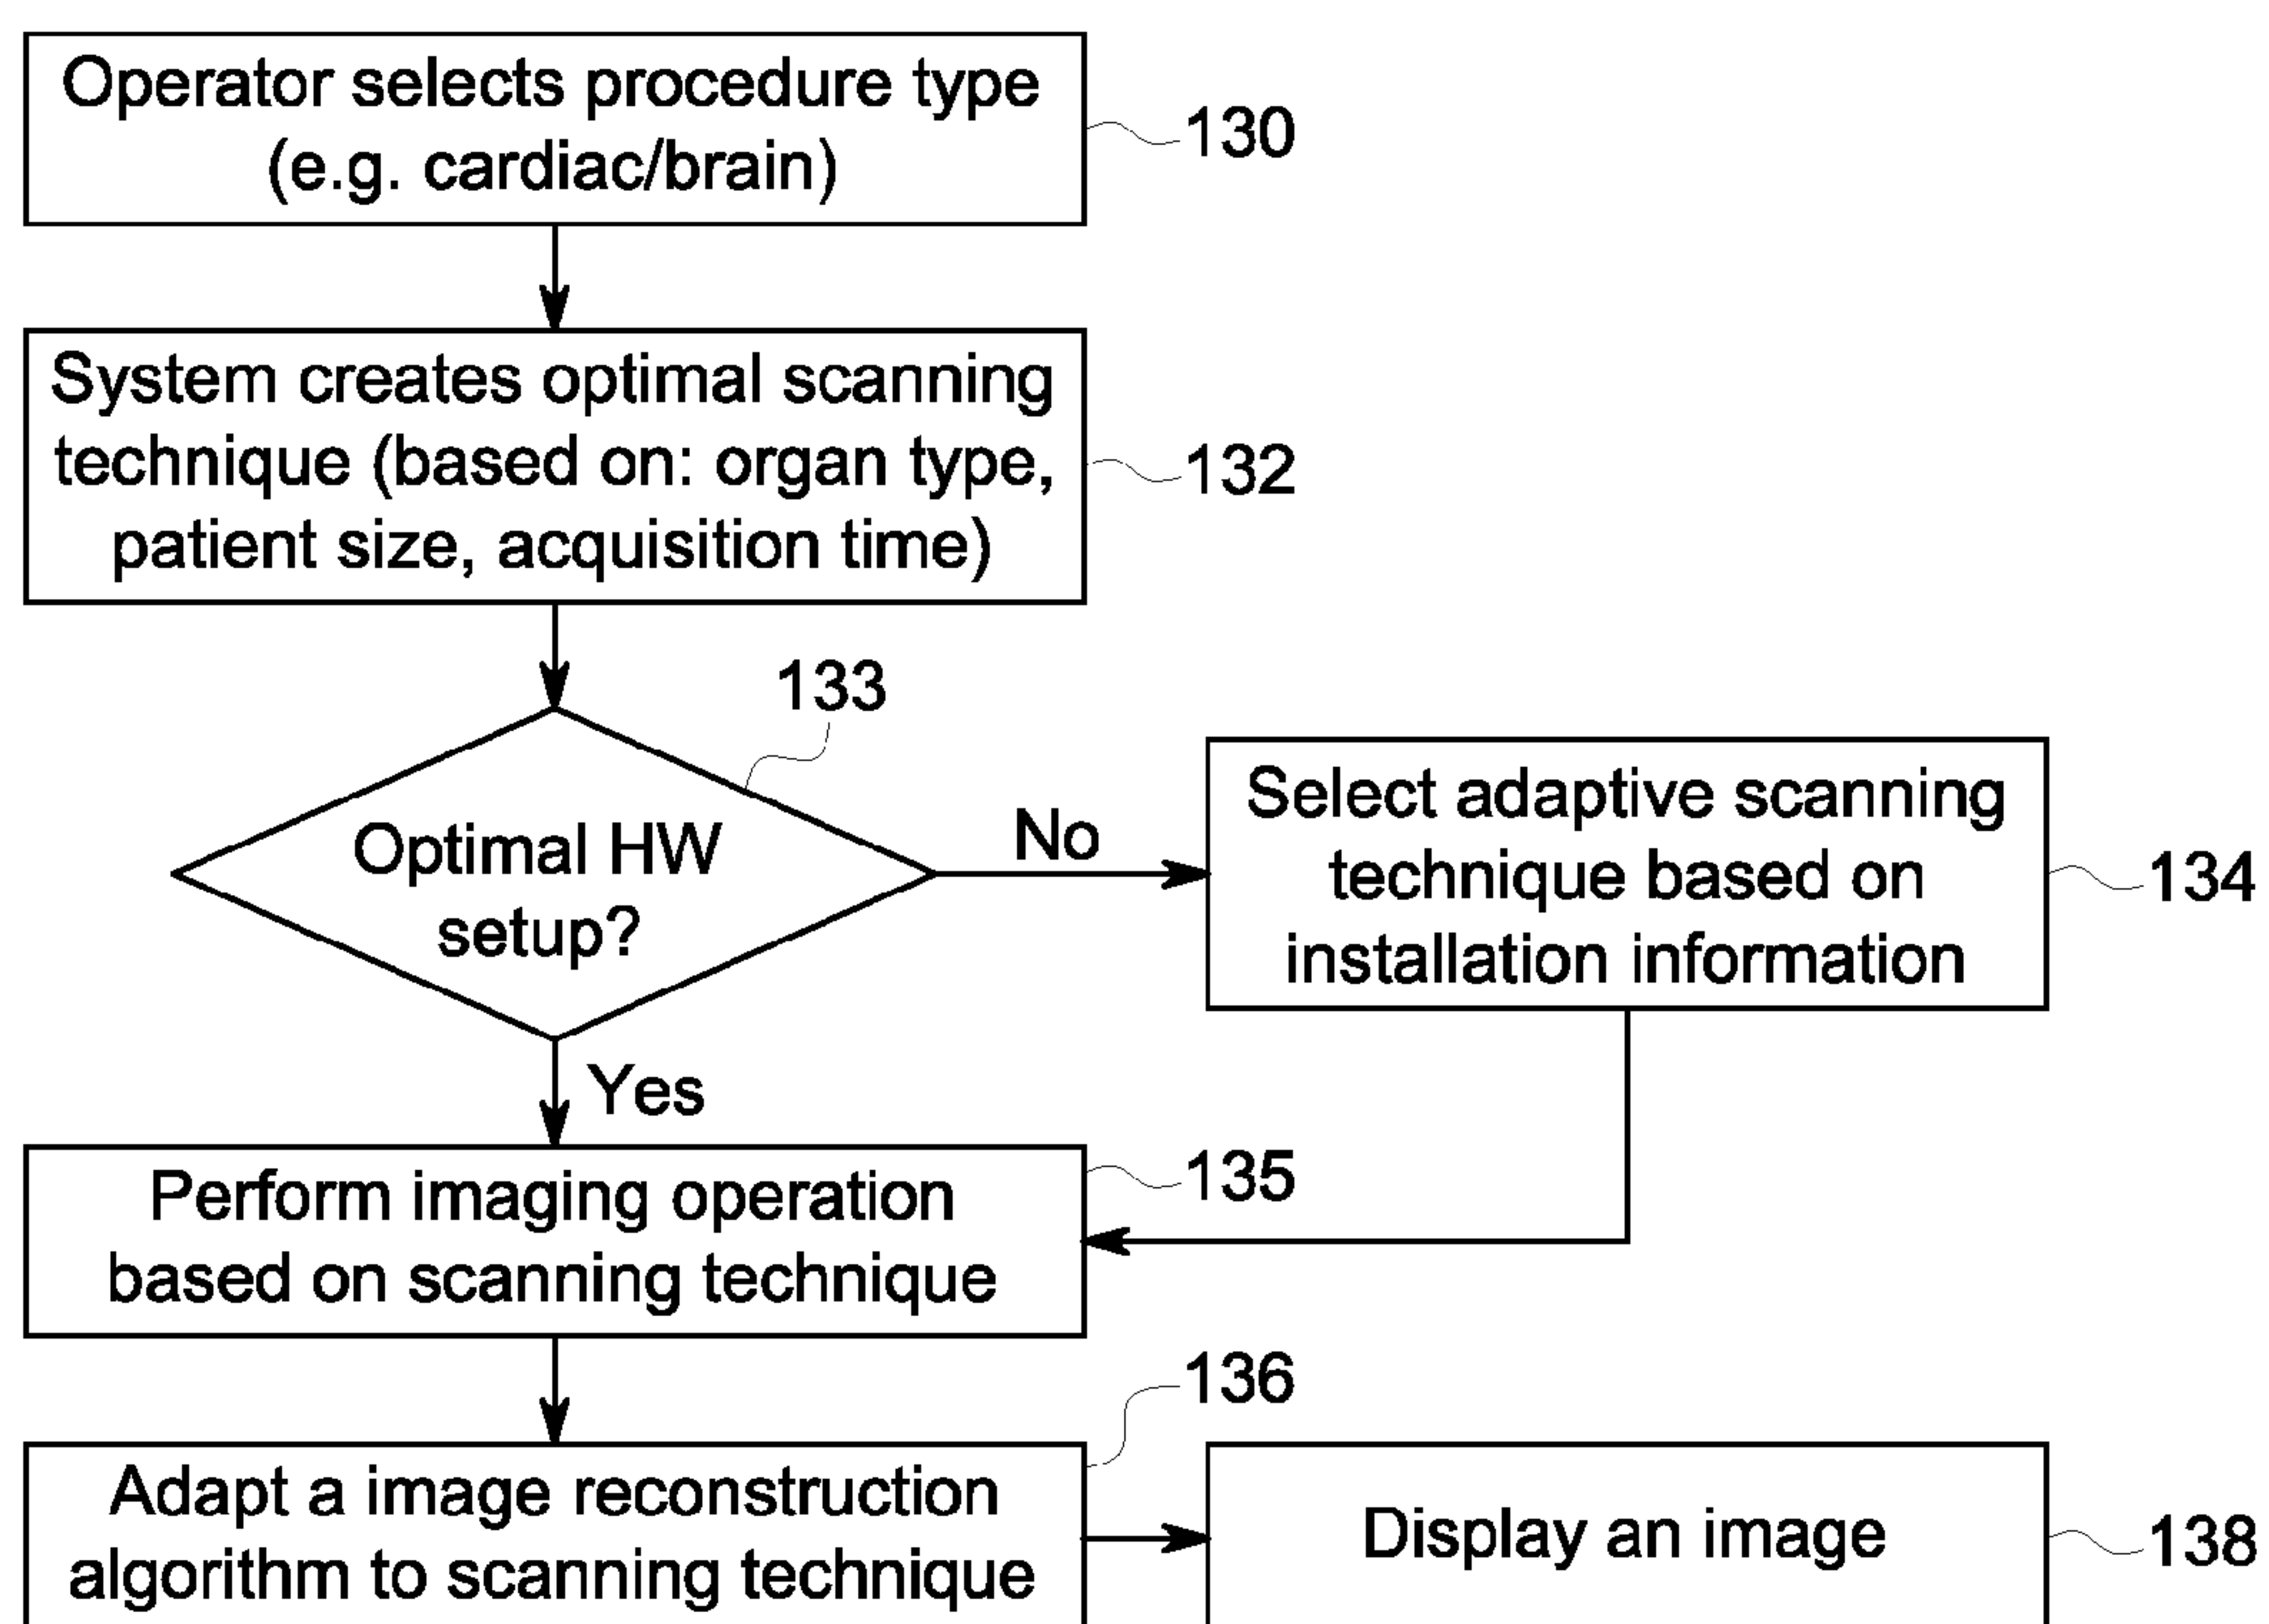 Operator selects procedure type
(e.g. cardiac/brain)
130
System creates optimal scanning
technique (based on: organ type,
patient size, acquisition time)
132
133
Optimal HW
setup?
No
Select adaptive scanning
technique based on
installation information
134
Yes
Perform imaging operation
based on scanning technique
135
136
Adapt a image reconstruction
algorithm to scanning technique
Display an image
138